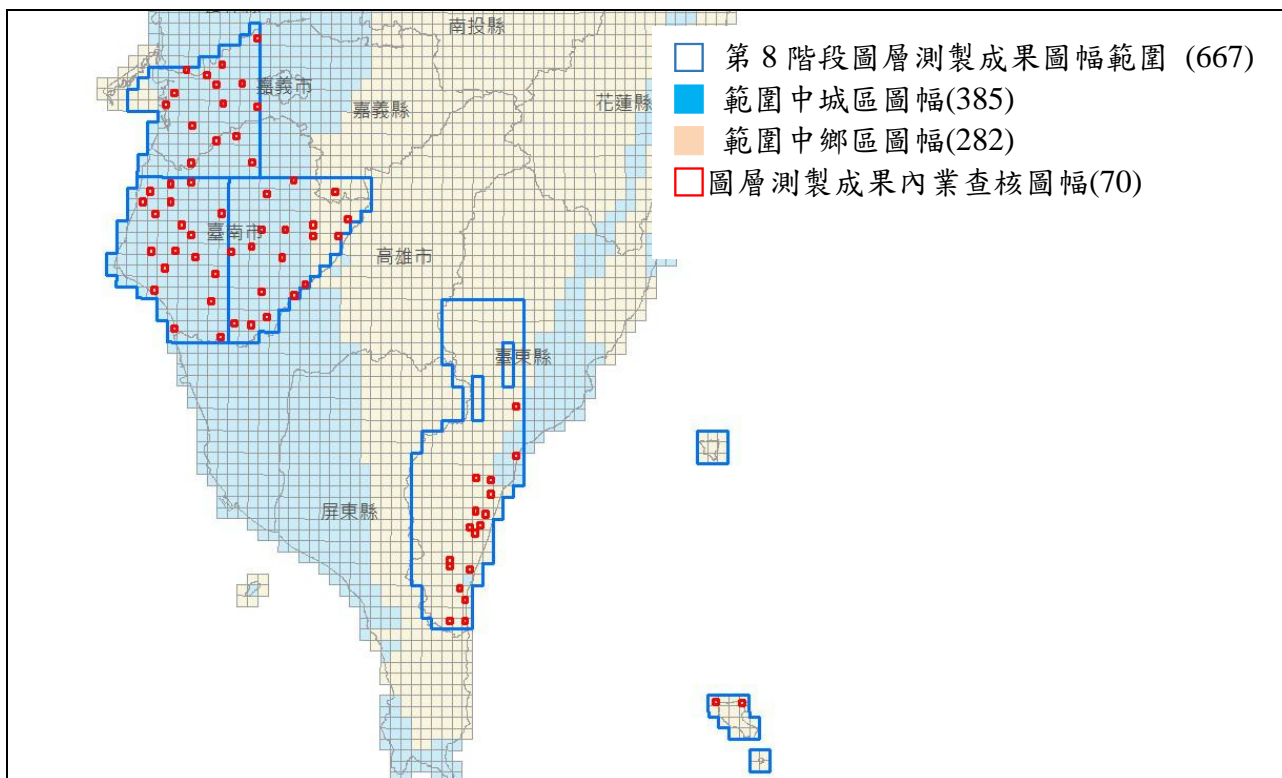 南投縣
第 8 階段圖層測製成果圖幅範圍 (667)
嘉義市
範圍中城區圖幅(385)
花蓮縣
嘉義縣
範圍中鄉區圖幅(282)
圖層測製成果內業查核圖幅(70)
臺南市
高雄市
臺東縣
屏東縣